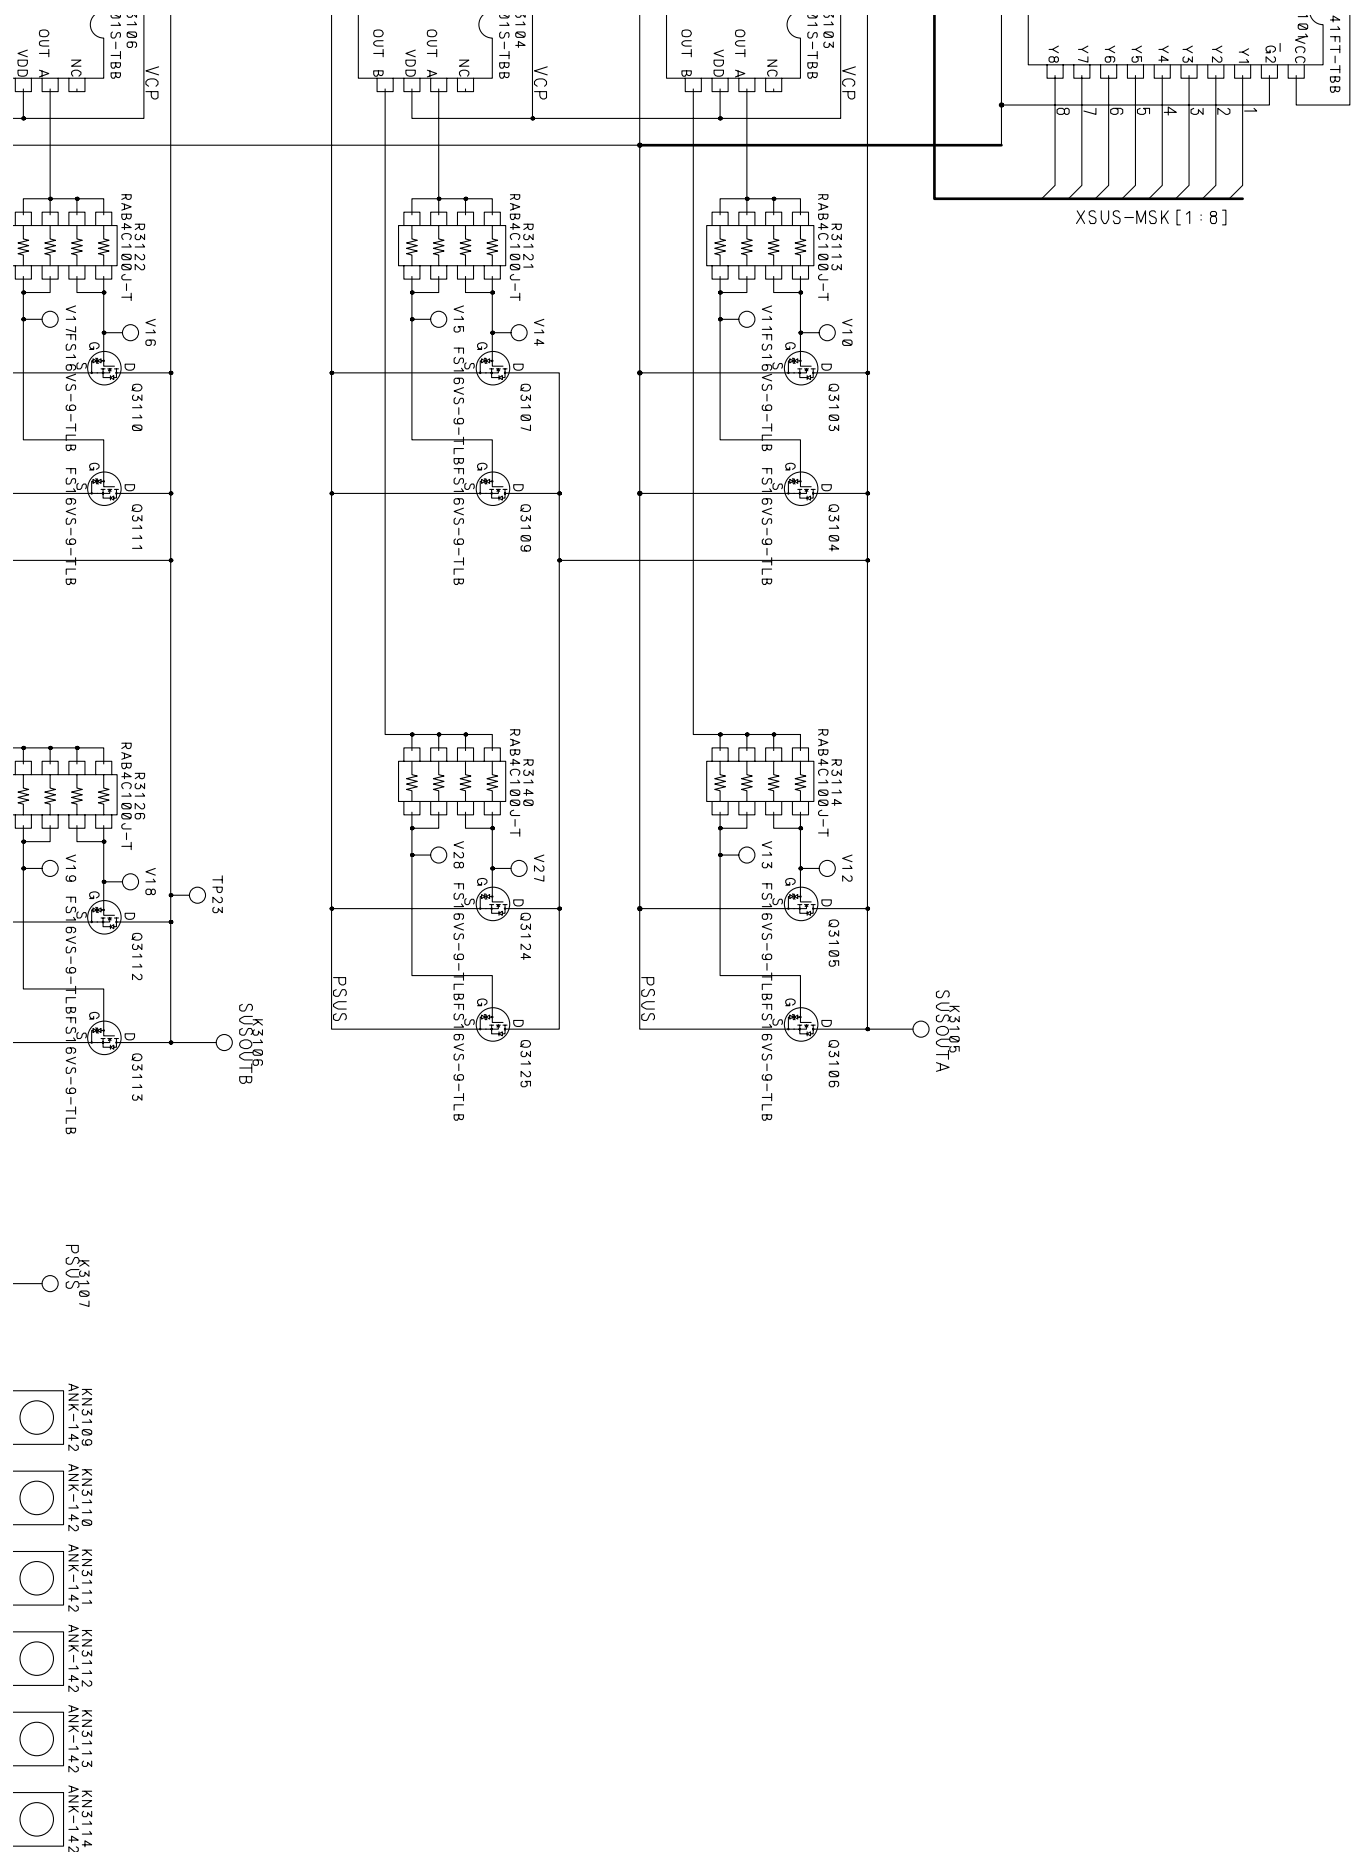 41FT-TBB
101
VCC
G2
Y1
Y2
Y3
Y4
Y5
Y6
Y7
Y8
1
2
3
4
5
6
7
8
XSUS-MSK[1:8]
3103
01S-TBB
VCP
NC
OUT A
VDD
OUT B
R3113
RAB4C100J-T
V10
V11
FS16VS-9-TLB
G
D
S
Q3103
FS16VS-9-TLB
G
D
S
Q3104
R3114
RAB4C100J-T
V12
V13
FS16VS-9-TLB
G
D
S
Q3105
FS16VS-9-TLB
G
D
S
Q3106
PSUS
K3105
SUSOUTA
3104
01S-TBB
VCP
NC
OUT A
VDD
OUT B
R3121
RAB4C100J-T
V14
V15
FS16VS-9-TLB
G
D
S
Q3107
FS16VS-9-TLB
G
D
S
Q3109
R3140
RAB4C100J-T
V27
V28
FS16VS-9-TLB
G
D
S
Q3124
FS16VS-9-TLB
G
D
S
Q3125
PSUS
3106
01S-TBB
VCP
NC
OUT A
VDD
R3122
RAB4C100J-T
V16
V17
FS16VS-9-TLB
G
D
S
Q3110
FS16VS-9-TLB
G
D
S
Q3111
R3126
RAB4C100J-T
V18
V19
TP23
FS16VS-9-TLB
G
D
S
Q3112
FS16VS-9-TLB
G
D
S
Q3113
K3106
SUSOUTB
K3107
PSUS
KN3109
ANK-142
KN3110
ANK-142
KN3111
ANK-142
KN3112
ANK-142
KN3113
ANK-142
KN3114
ANK-142